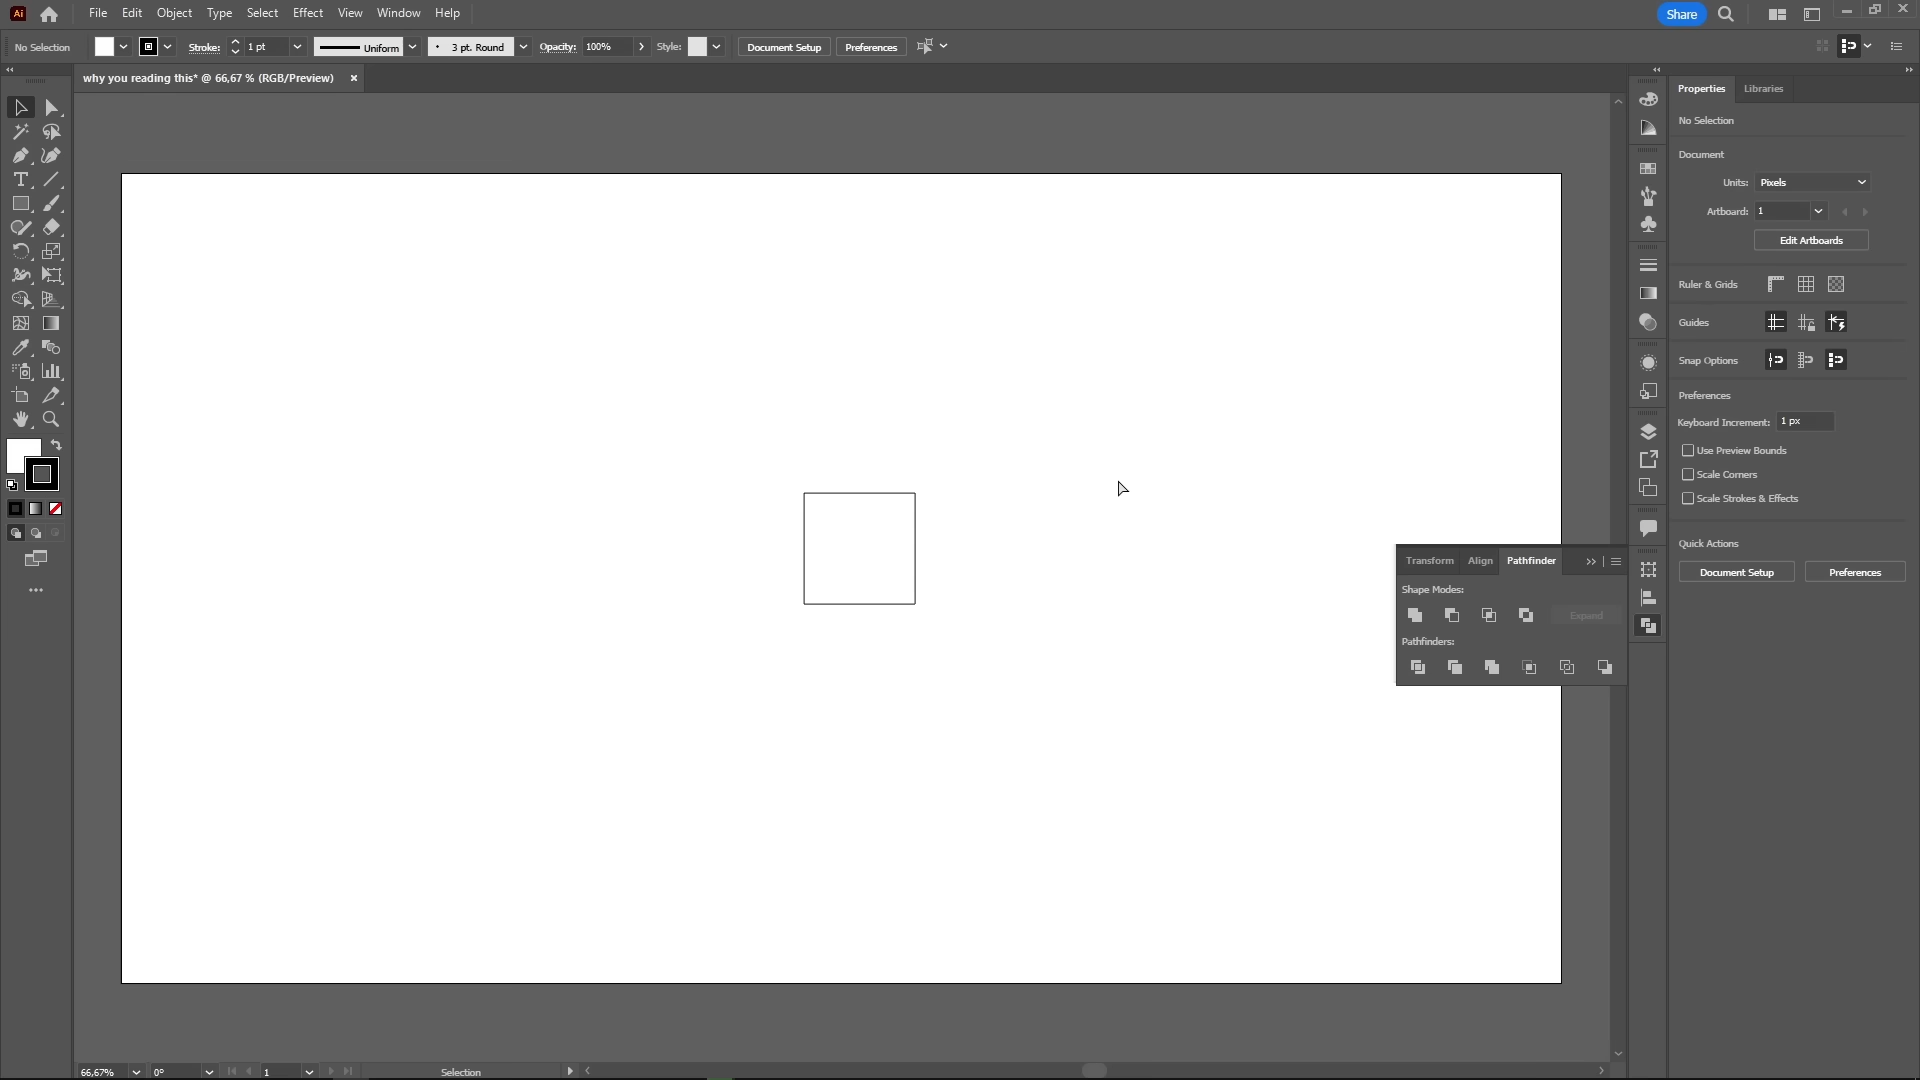 Ai File Edit Object Type Select Effect View Window Help Share
No Selection Stroke: 1 pt Uniform 3 pt. Round Opacity: 100% Style: Document Setup Preferences
why you reading this* @ 66,67 % (RGB/Preview)
Properties Libraries
No Selection
Document
Units: Pixels
Artboard: 1
Edit Artboards
Ruler & Grids
Guides
Snap Options
Preferences
Keyboard Increment: 1 px
Use Preview Bounds
Scale Corners
Scale Strokes & Effects
Quick Actions
Document Setup Preferences
Transform Align Pathfinder
Shape Modes:
Expand
Pathfinders:
66,67% 0° 1 Selection